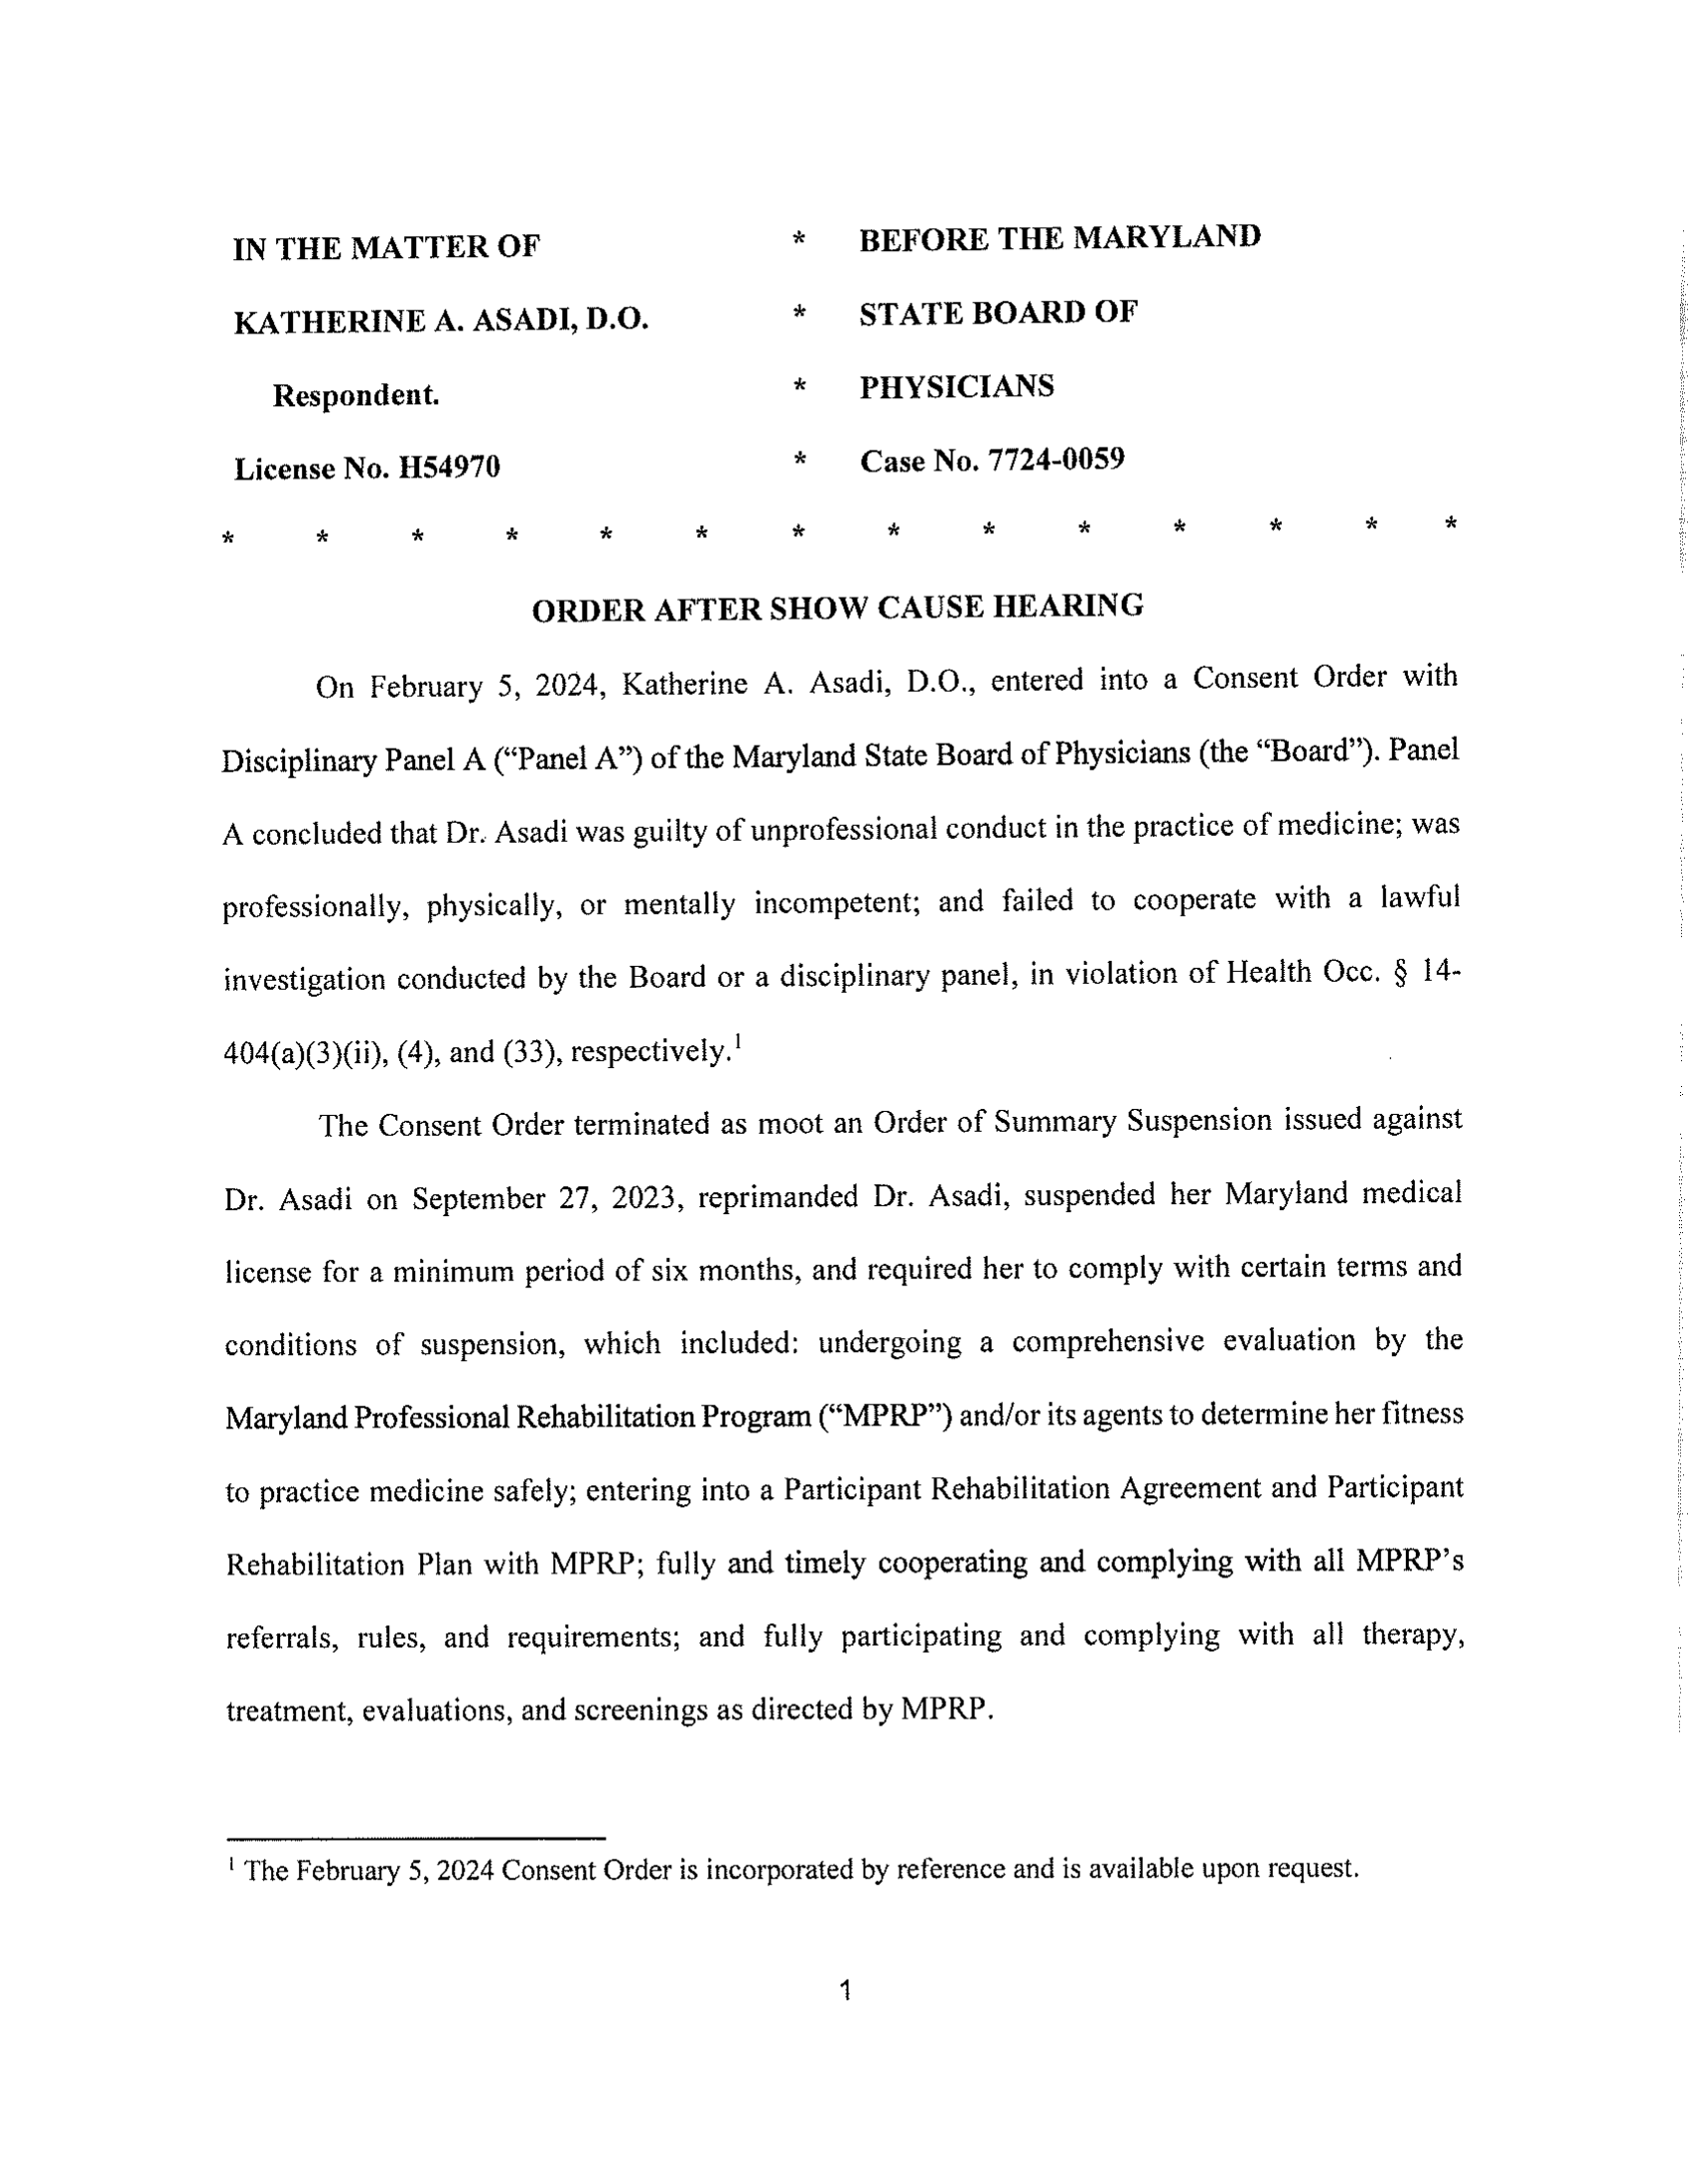 IN THE MATTER OF * BEFORE THE MARYLAND
KATHERINE A. ASADI, D.O. * STATE BOARD OF
Respondent. * PHYSICIANS
License No. H54970 * Case No. 7724-0059
* * * * * * * * * * * * * *
ORDER AFTER SHOW CAUSE HEARING
On February 5, 2024, Katherine A. Asadi, D.O., entered into a Consent Order with
Disciplinary Panel A (“Panel A”) of the Maryland State Board of Physicians (the “Board”). Panel
A concluded that Dr. Asadi was guilty of unprofessional conduct in the practice of medicine; was
professionally, physically, or mentally incompetent; and failed to cooperate with a lawful
investigation conducted by the Board or a disciplinary panel, in violation of Health Occ. § 14-
404(a)(3)(ii), (4), and (33), respectively.¹
The Consent Order terminated as moot an Order of Summary Suspension issued against
Dr. Asadi on September 27, 2023, reprimanded Dr. Asadi, suspended her Maryland medical
license for a minimum period of six months, and required her to comply with certain terms and
conditions of suspension, which included: undergoing a comprehensive evaluation by the
Maryland Professional Rehabilitation Program (“MPRP”) and/or its agents to determine her fitness
to practice medicine safely; entering into a Participant Rehabilitation Agreement and Participant
Rehabilitation Plan with MPRP; fully and timely cooperating and complying with all MPRP’s
referrals, rules, and requirements; and fully participating and complying with all therapy,
treatment, evaluations, and screenings as directed by MPRP.
¹ The February 5, 2024 Consent Order is incorporated by reference and is available upon request.
1